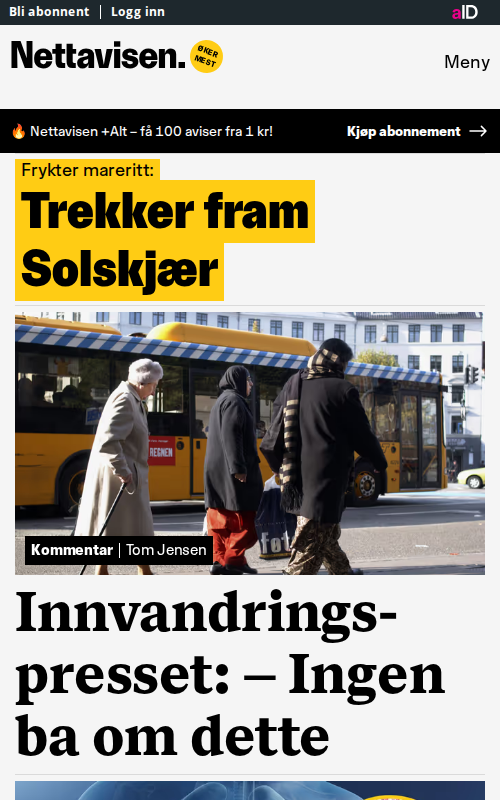 Bli abonnent | Logg inn
aID
Nettavisen.
ØKER
MEST
Meny
Nettavisen +Alt – få 100 aviser fra 1 kr!
Kjøp abonnement →
Frykter mareritt:
Trekker fram
Solskjær
REGNEN
føt
Kommentar | Tom Jensen
Innvandrings-
presset: – Ingen
ba om dette